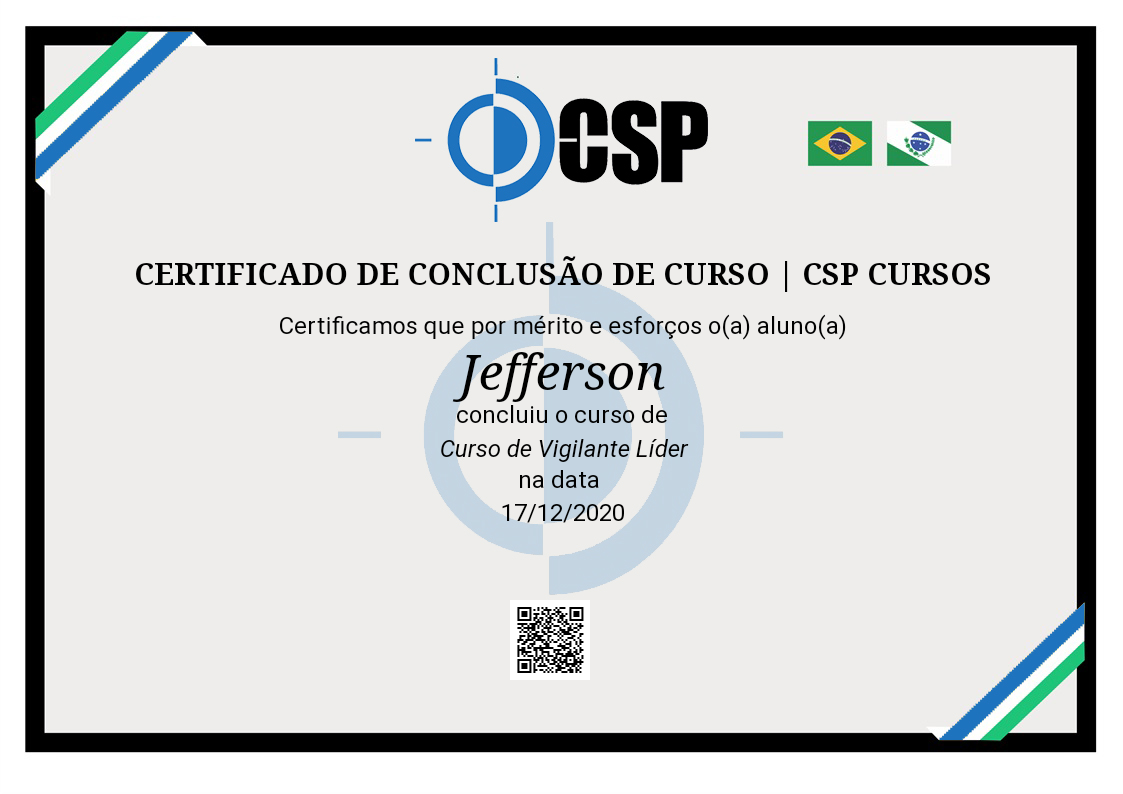 CSP
CERTIFICADO DE CONCLUSÃO DE CURSO | CSP CURSOS
Certificamos que por mérito e esforços o(a) aluno(a)
Jefferson
concluiu o curso de
Curso de Vigilante Líder
na data
17/12/2020